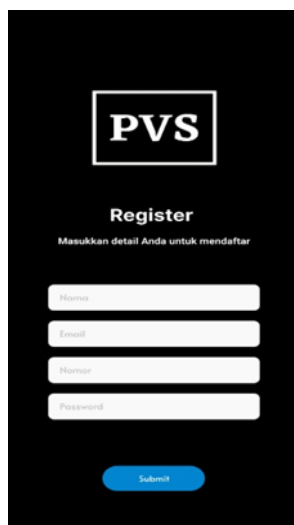 PVS
Register
Masukkan detail Anda untuk mendaftar
Nama
Email
Nomor
Password
Submit